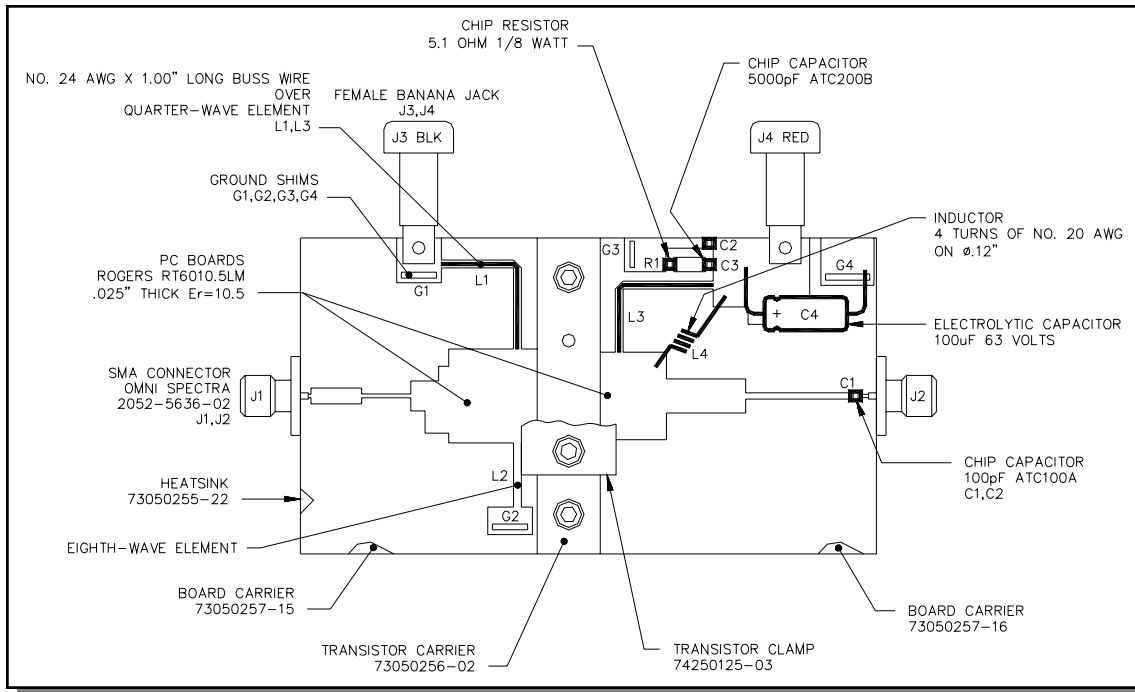 CHIP RESISTOR
5.1 OHM 1/8 WATT
CHIP CAPACITOR
5000pF ATC200B
NO. 24 AWG X 1.00" LONG BUSS WIRE
OVER
QUARTER-WAVE ELEMENT
L1,L3
FEMALE BANANA JACK
J3,J4
J3 BLK
J4 RED
GROUND SHIMS
G1,G2,G3,G4
INDUCTOR
4 TURNS OF NO. 20 AWG
ON ø.12"
G3
C2
R1
C3
G4
PC BOARDS
ROGERS RT6010.5LM
.025" THICK Er=10.5
G1
L1
L3
+
C4
L4
ELECTROLYTIC CAPACITOR
100uF 63 VOLTS
SMA CONNECTOR
OMNI SPECTRA
2052-5636-02
J1,J2
J1
C1
J2
CHIP CAPACITOR
100pF ATC100A
C1,C2
HEATSINK
73050255-22
L2
G2
EIGHTH-WAVE ELEMENT
BOARD CARRIER
73050257-15
BOARD CARRIER
73050257-16
TRANSISTOR CARRIER
73050256-02
TRANSISTOR CLAMP
74250125-03